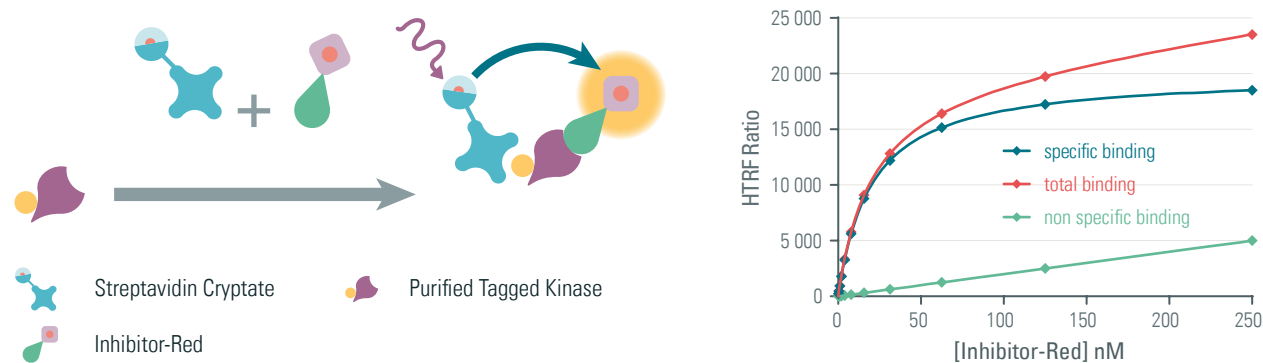 +
Streptavidin Cryptate
Purified Tagged Kinase
Inhibitor-Red
HTRF Ratio
25 000
20 000
15 000
10 000
5 000
0
specific binding
total binding
non specific binding
0 50 100 150 200 250
[Inhibitor-Red] nM